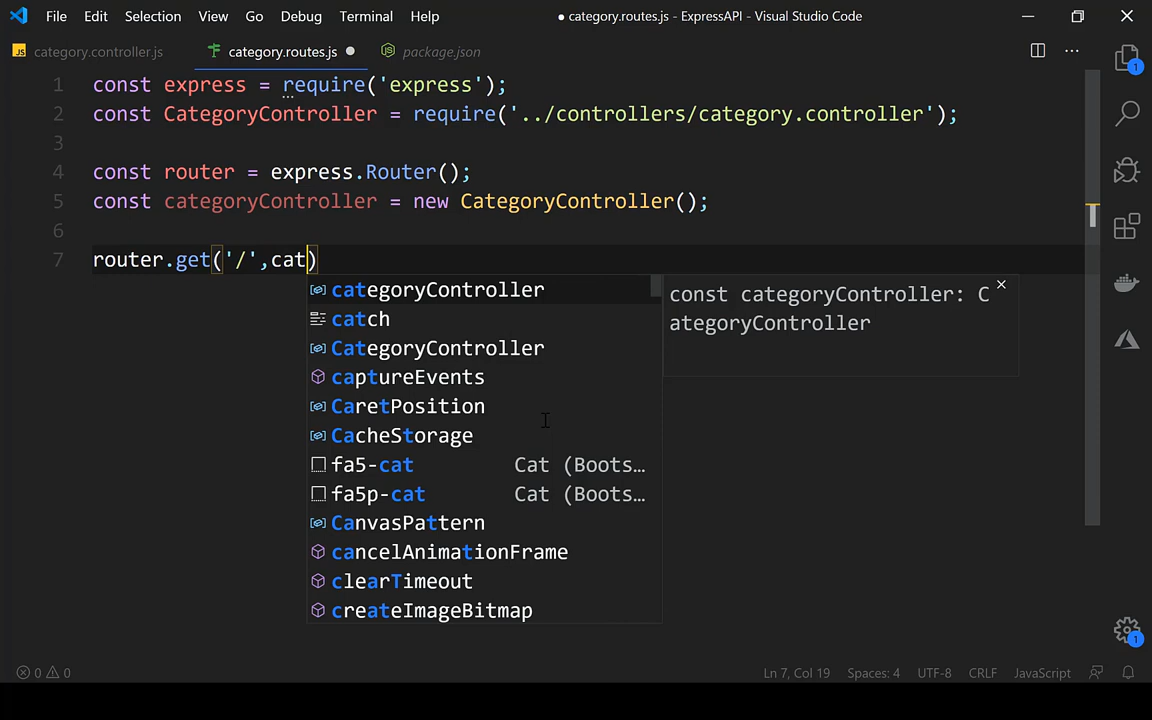 File Edit Selection View Go Debug Terminal Help ● category.routes.js - ExpressAPI - Visual Studio Code
JS category.controller.js category.routes.js ● package.json
1 const express = require('express');
2 const CategoryController = require('../controllers/category.controller');
3
4 const router = express.Router();
5 const categoryController = new CategoryController();
6
7 router.get('/',cat)
categoryController
catch
CategoryController
captureEvents
CaretPosition
CacheStorage
fa5-cat Cat (Boots…
fa5p-cat Cat (Boots…
CanvasPattern
cancelAnimationFrame
clearTimeout
createImageBitmap
const categoryController: C
ategoryController
1
1
0 0 Ln 7, Col 19 Spaces: 4 UTF-8 CRLF JavaScript